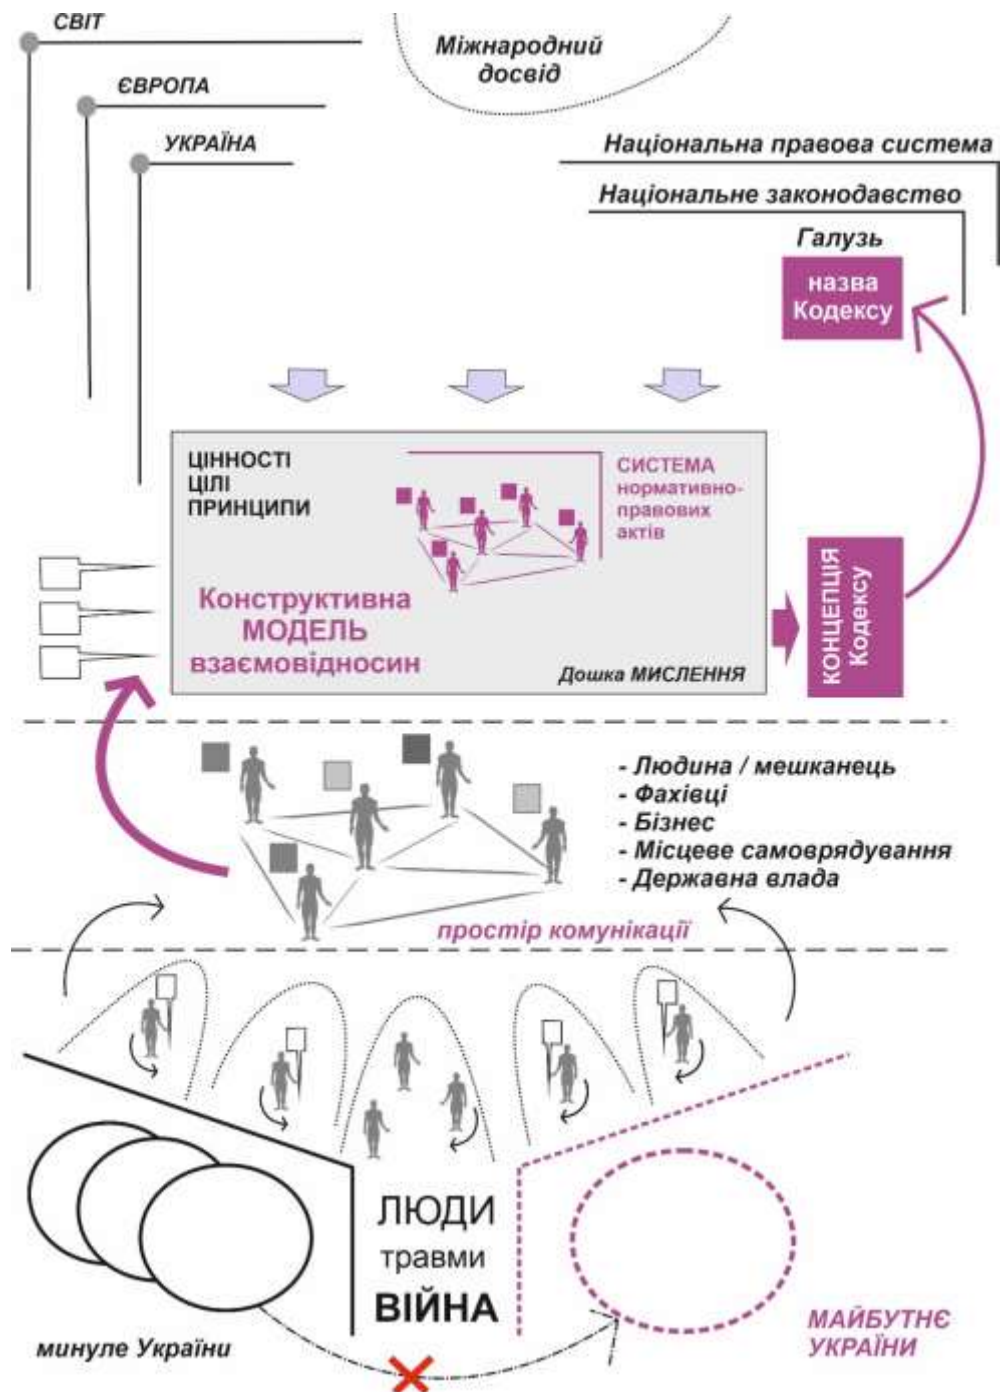 СВІТ
Міжнародний
досвід
ЄВРОПА
УКРАЇНА
Національна правова система
Національне законодавство
Галузь
назва
Кодексу
ЦІННОСТІ
ЦІЛІ
ПРИНЦИПИ
СИСТЕМА
нормативно-
правових
актів
Конструктивна
МОДЕЛЬ
взаємовідносин
Дошка МИСЛЕННЯ
КОНЦЕПЦІЯ
Кодексу
- Людина / мешканець
- Фахівці
- Бізнес
- Місцеве самоврядування
- Державна влада
простір комунікації
ЛЮДИ
травми
ВІЙНА
минуле України
МАЙБУТНЄ
УКРАЇНИ